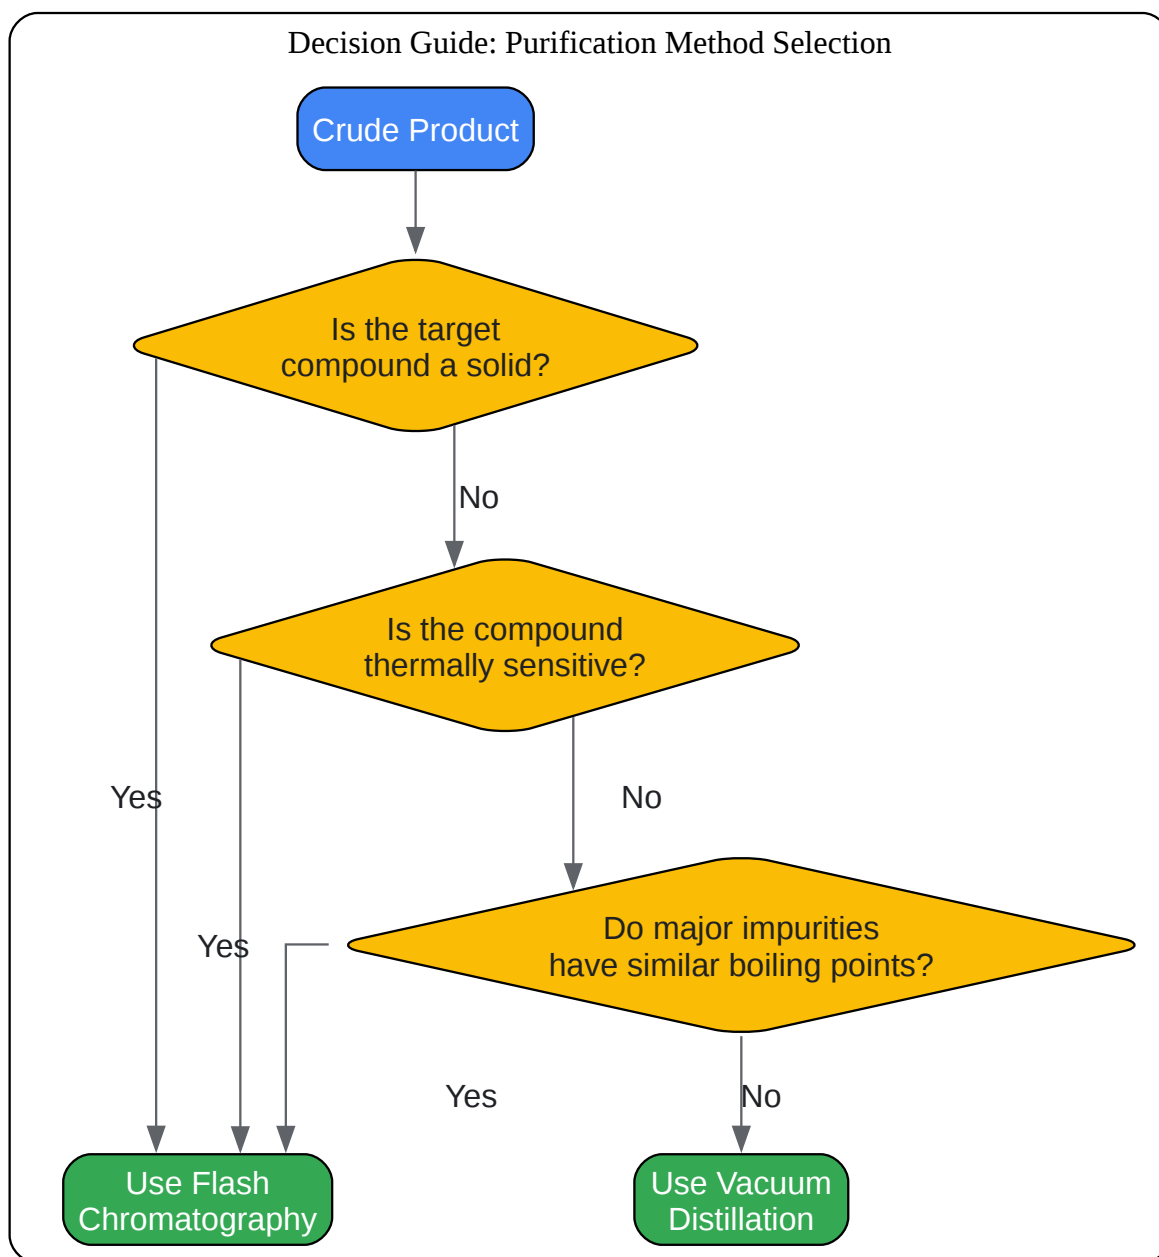 Decision Guide: Purification Method Selection
Crude Product
Is the target
compound a solid?
No
Is the compound
thermally sensitive?
Yes
No
Yes
Do major impurities
have similar boiling points?
Yes
No
Use Flash
Chromatography
Use Vacuum
Distillation